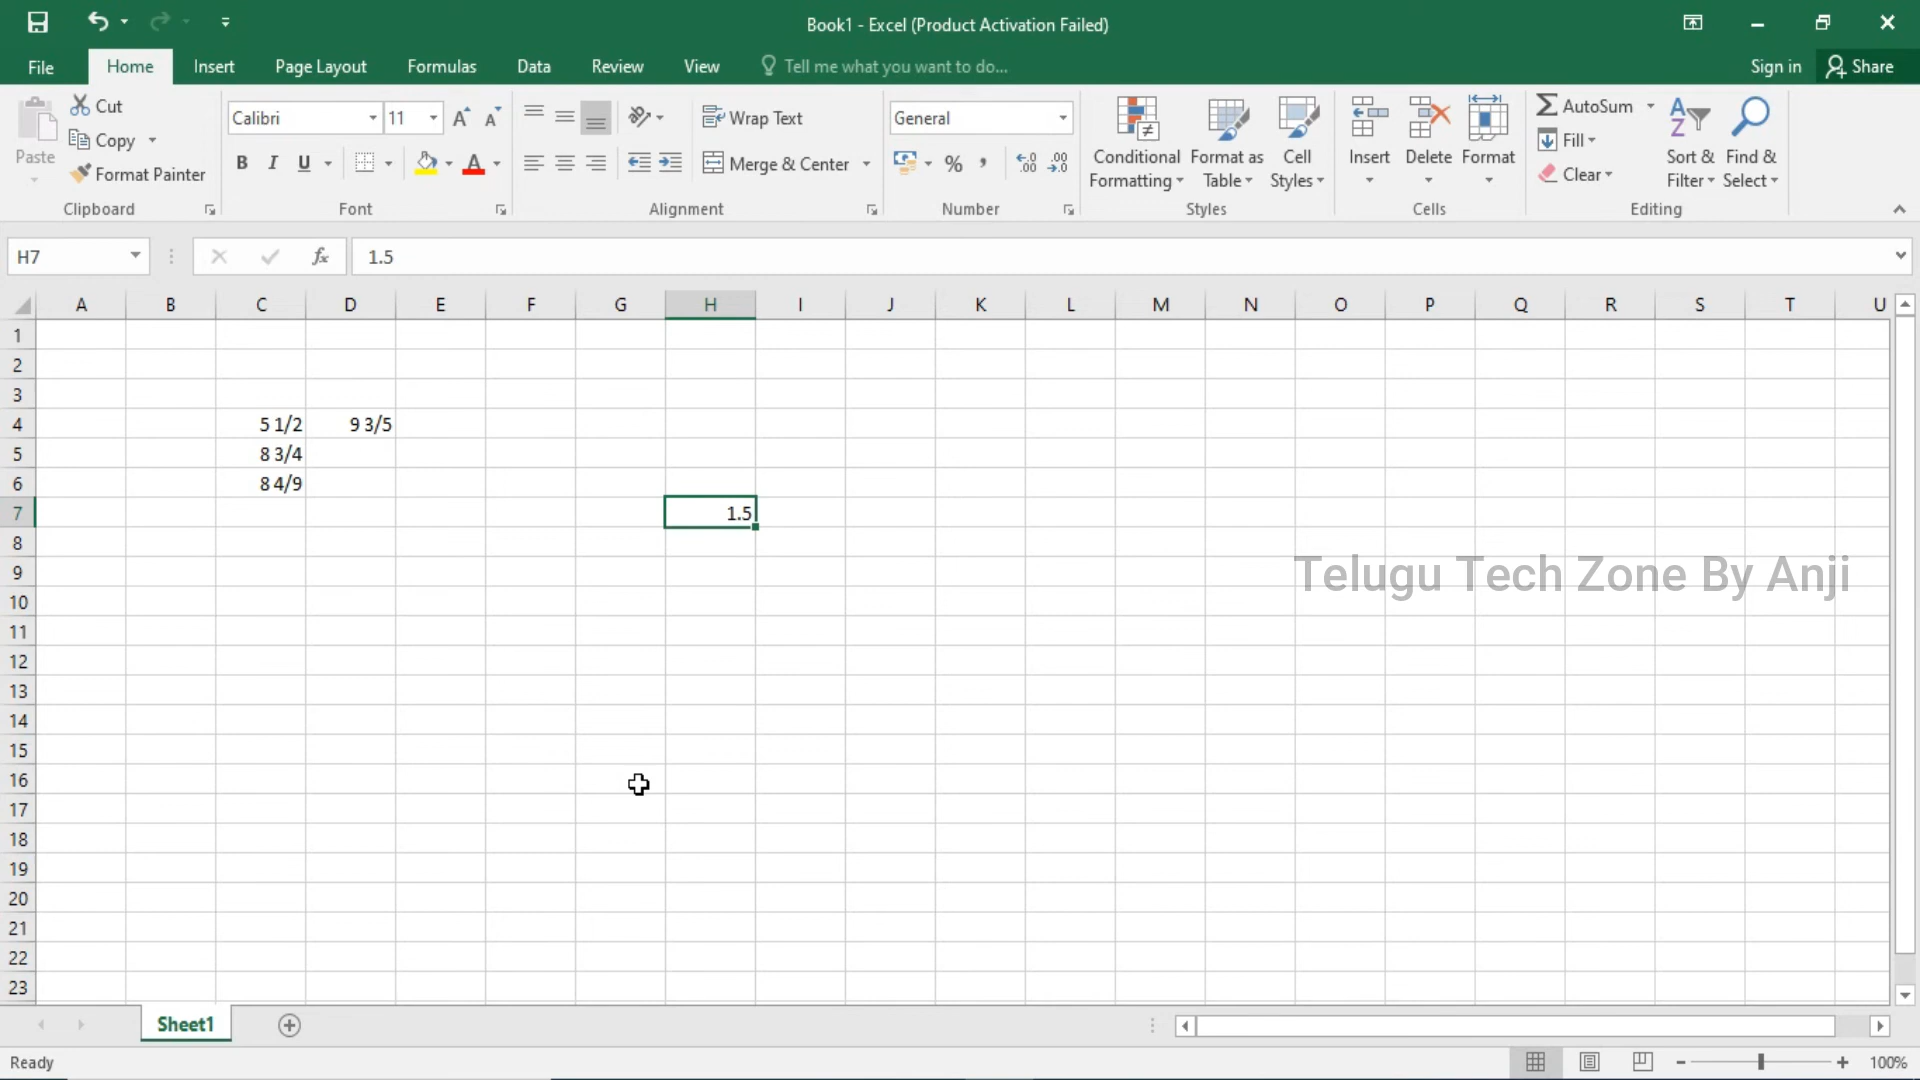 Book1 - Excel (Product Activation Failed)
File Home Insert Page Layout Formulas Data Review View Tell me what you want to do... Sign in Share
Paste Cut Copy Format Painter Clipboard
Calibri 11 B I U A Font
Wrap Text Merge & Center Alignment
General % , .0 .00 .00 .0 Number
Conditional Formatting Format as Table Cell Styles Styles
Insert Delete Format Cells
AutoSum Fill Clear Sort & Filter Find & Select Editing
H7 fx 1.5
A B C D E F G H I J K L M N O P Q R S T U
1
2
3
4 5 1/2 9 3/5
5 8 3/4
6 8 4/9
7 1.5
8
9 Telugu Tech Zone By Anji
10
11
12
13
14
15
16
17
18
19
20
21
22
23
Sheet1
Ready 100%